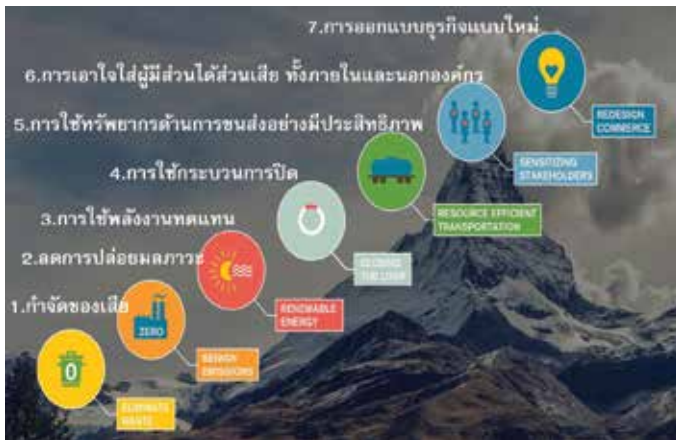 7.การออกแบบธุรกิจแบบใหม่
6.การเอาใจใส่ผู้มีส่วนได้ส่วนเสีย ทั้งภายในและนอกองค์กร
REDESIGN
COMMERCE
5.การใช้ทรัพยากรด้านการขนส่งอย่างมีประสิทธิภาพ
SENSITIZING
STAKEHOLDERS
4.การใช้กระบวนการปิด
RESOURCE EFFICIENT
TRANSPORTATION
3.การใช้พลังงานทดแทน
CLOSING
THE LOOP
2.ลดการปล่อยมลภาวะ
RENEWABLE
ENERGY
1.กำจัดของเสีย
ZERO
BENIGN
EMISSIONS
0
ELIMINATE
WASTE